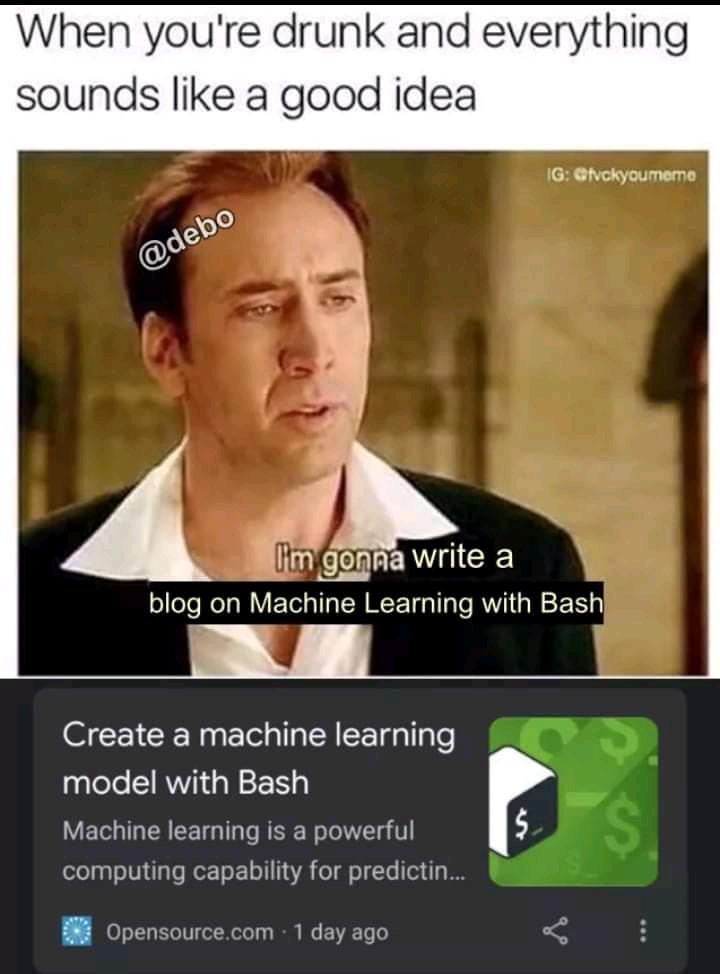 When you're drunk and everything
sounds like a good idea
IG: @fvckyoumeme
@debo
I'm gonna write a
blog on Machine Learning with Bash
Create a machine learning
model with Bash
Machine learning is a powerful
computing capability for predictin...
$_
Opensource.com · 1 day ago